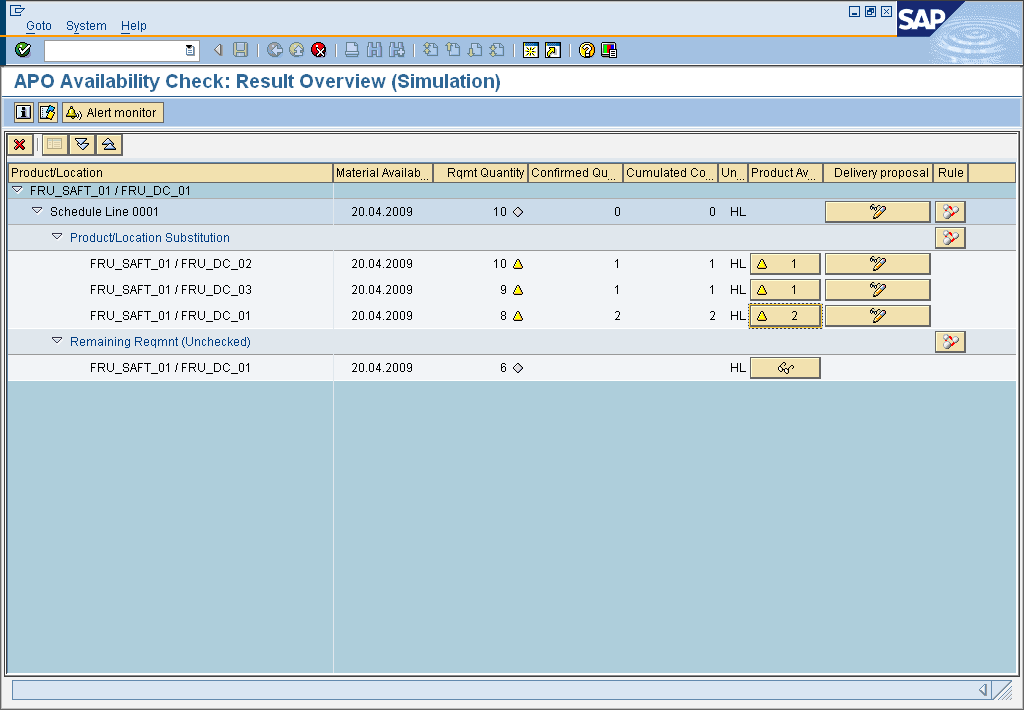 Goto System Help
SAP
APO Availability Check: Result Overview (Simulation)
Alert monitor
Product/Location Material Availab... Rqmt Quantity Confirmed Qu... Cumulated Co... Un... Product Av... Delivery proposal Rule
FRU_SAFT_01 / FRU_DC_01
Schedule Line 0001 20.04.2009 10 0 0 HL
Product/Location Substitution
FRU_SAFT_01 / FRU_DC_02 20.04.2009 10 1 1 HL 1
FRU_SAFT_01 / FRU_DC_03 20.04.2009 9 1 1 HL 1
FRU_SAFT_01 / FRU_DC_01 20.04.2009 8 2 2 HL 2
Remaining Reqmnt (Unchecked)
FRU_SAFT_01 / FRU_DC_01 20.04.2009 6 HL